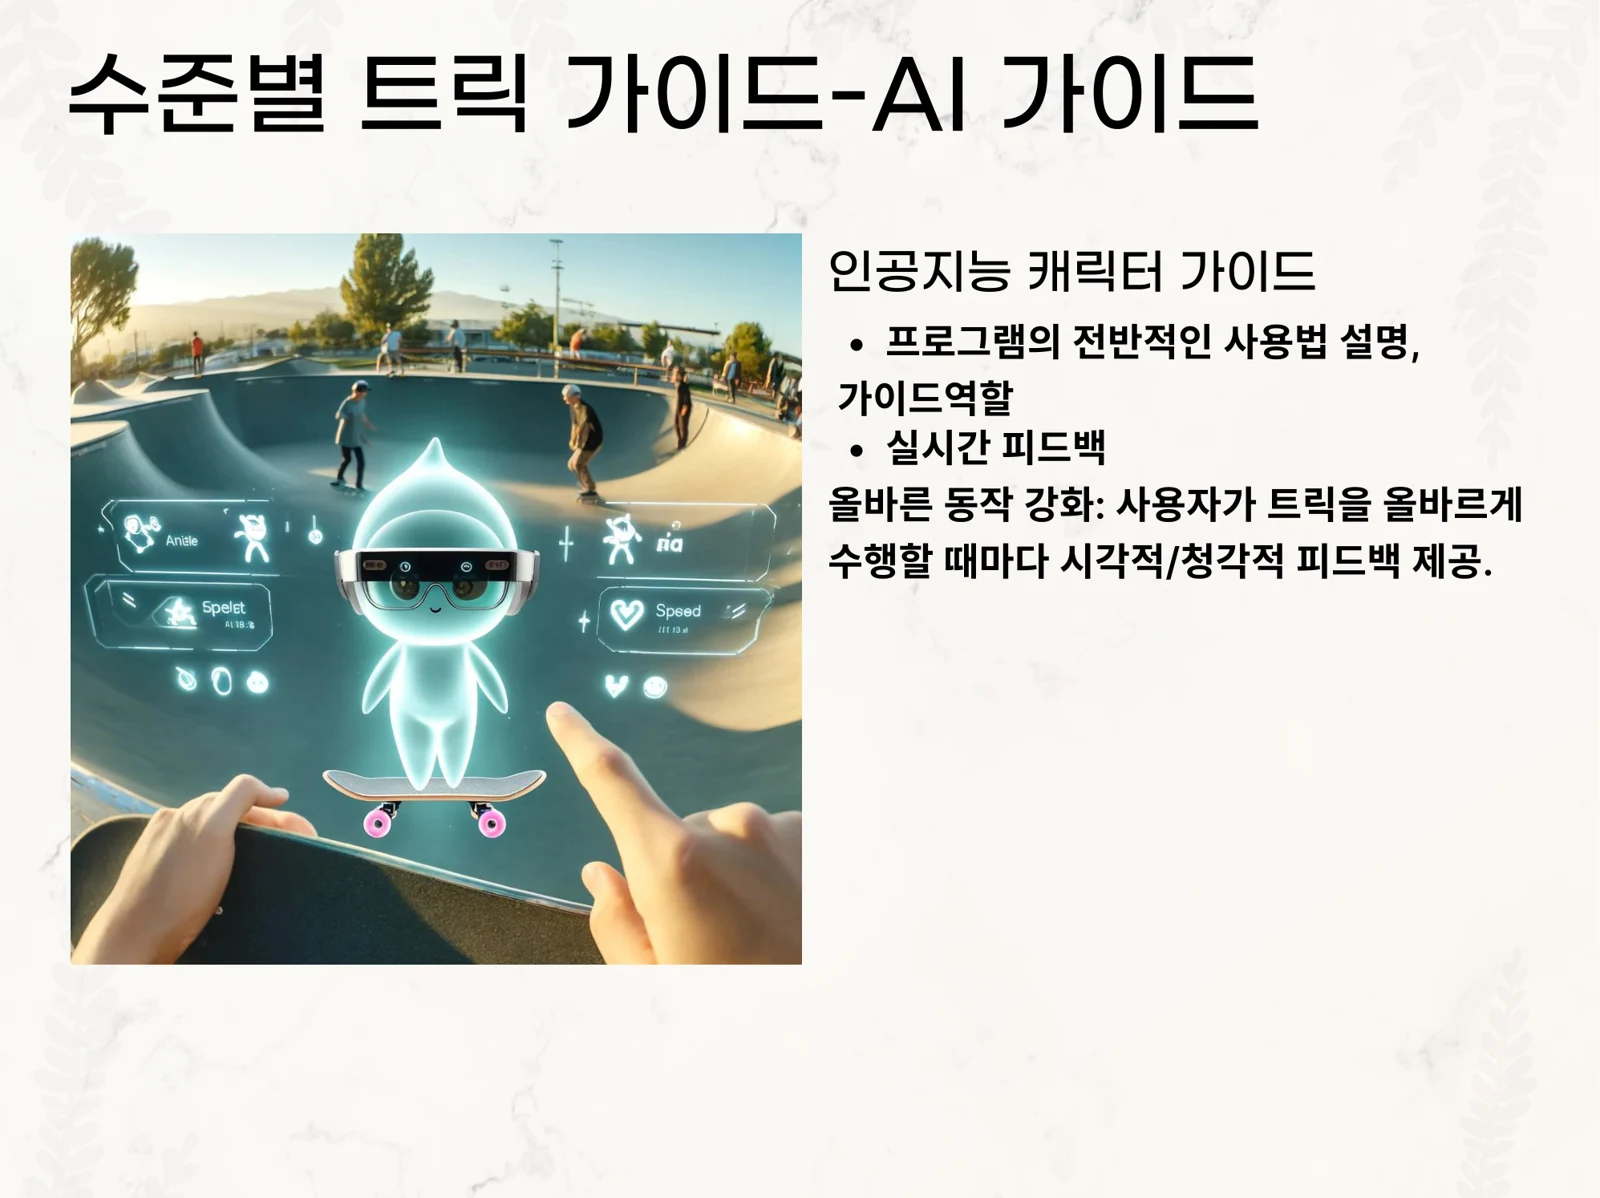 수준별 트릭 가이드-AI 가이드
인공지능 캐릭터 가이드
• 프로그램의 전반적인 사용법 설명,
가이드역할
• 실시간 피드백
올바른 동작 강화: 사용자가 트릭을 올바르게
수행할 때마다 시각적/청각적 피드백 제공.
Spelet
Speed